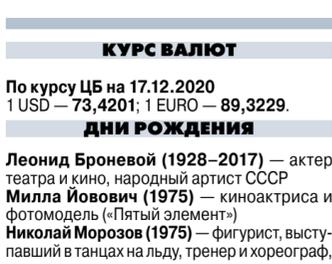 КУРС ВАЛЮТ
По курсу ЦБ на 17.12.2020
1 USD — 73,4201; 1 EURO — 89,3229.
ДНИ РОЖДЕНИЯ
Леонид Броневой (1928–2017) — актер
театра и кино, народный артист СССР
Милла Йовович (1975) — киноактриса и
фотомодель («Пятый элемент»)
Николай Морозов (1975) — фигурист, высту-
павший в танцах на льду, тренер и хореограф,